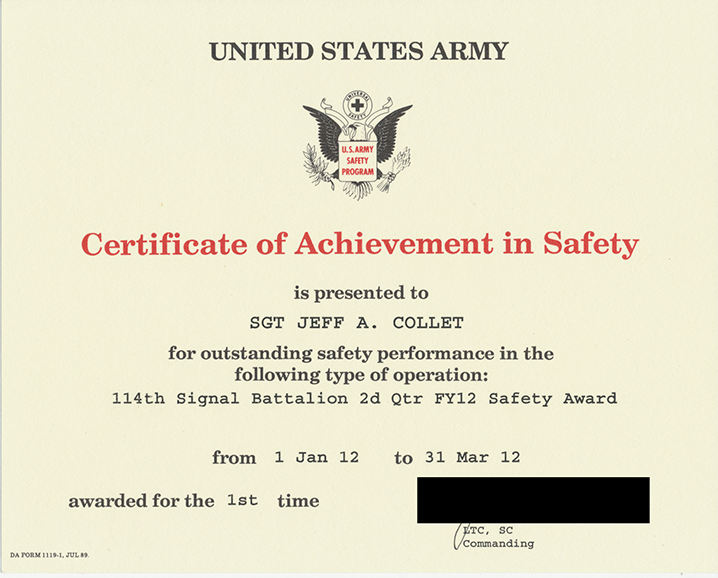 UNITED STATES ARMY
UNIVERSAL SAFETY
U.S. ARMY
SAFETY
PROGRAM
Certificate of Achievement in Safety
is presented to
SGT JEFF A. COLLET
for outstanding safety performance in the
following type of operation:
114th Signal Battalion 2d Qtr FY12 Safety Award
from 1 Jan 12 to 31 Mar 12
awarded for the 1st time
LTC, SC
Commanding
DA FORM 1119-1, JUL 89.